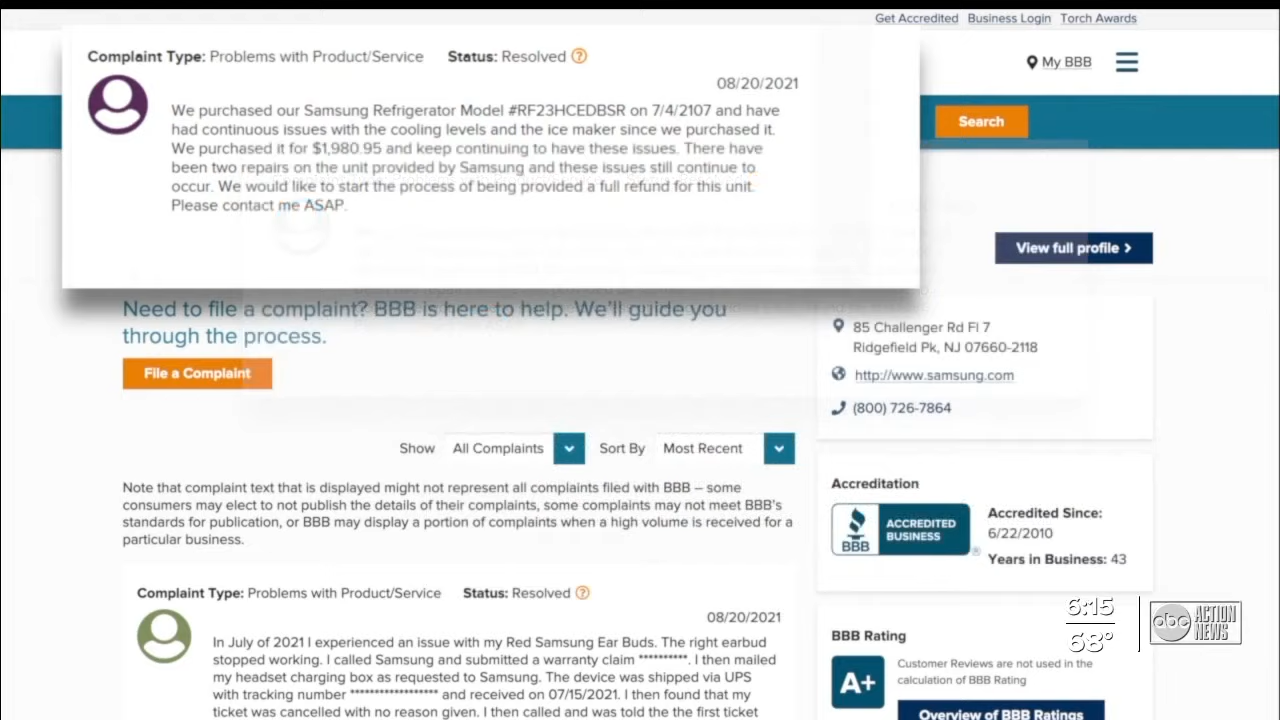 Get Accredited Business Login Torch Awards
Complaint Type: Problems with Product/Service Status: Resolved ?
08/20/2021
We purchased our Samsung Refrigerator Model #RF23HCEDBSR on 7/4/2107 and have
had continuous issues with the cooling levels and the ice maker since we purchased it.
We purchased it for $1,980.95 and keep continuing to have these issues. There have
been two repairs on the unit provided by Samsung and these issues still continue to
occur. We would like to start the process of being provided a full refund for this unit.
Please contact me ASAP.
My BBB
Search
View full profile >
Need to file a complaint? BBB is here to help. We'll guide you
through the process.
File a Complaint
85 Challenger Rd Fl 7
Ridgefield Pk, NJ 07660-2118
http://www.samsung.com
(800) 726-7864
Show All Complaints Sort By Most Recent
Note that complaint text that is displayed might not represent all complaints filed with BBB – some
consumers may elect to not publish the details of their complaints, some complaints may not meet BBB's
standards for publication, or BBB may display a portion of complaints when a high volume is received for a
particular business.
Accreditation
BBB
ACCREDITED
BUSINESS
®
Accredited Since:
6/22/2010
Years in Business: 43
Complaint Type: Problems with Product/Service Status: Resolved ?
08/20/2021
In July of 2021 I experienced an issue with my Red Samsung Ear Buds. The right earbud
stopped working. I called Samsung and submitted a warranty claim **********. I then mailed
my headset charging box as requested to Samsung. The device was shipped via UPS
with tracking number ****************** and received on 07/15/2021. I then found that my
ticket was cancelled with no reason given. I then called and was told the the first ticket
BBB Rating
A+
Customer Reviews are not used in the
calculation of BBB Rating
Overview of BBB Ratings
6:15
68°
abc
ACTION
NEWS